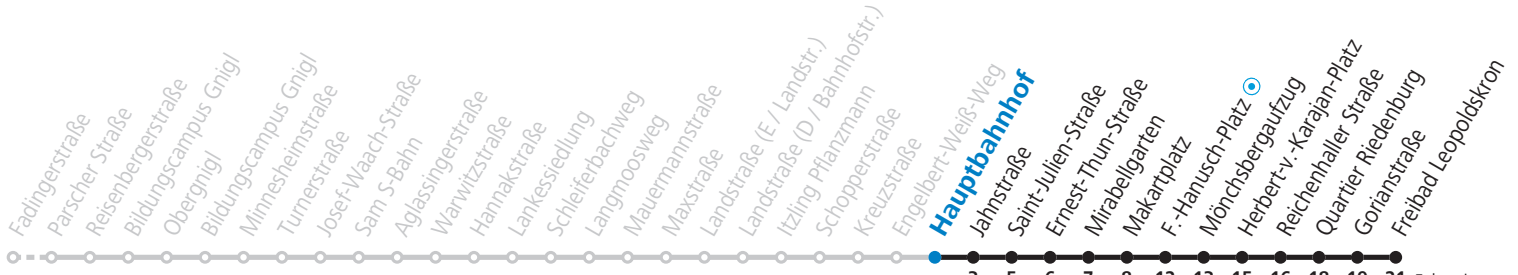 Fadingerstraße
Parscher Straße
Reisenbergerstraße
Bildungscampus Gnigl
Obergnigl
Bildungscampus Gnigl
Minnesheimstraße
Turnerstraße
Josef-Waach-Straße
Sam S-Bahn
Aglassingerstraße
Warwitzstraße
Hannakstraße
Lankessiedlung
Schleiferbachweg
Langmoosweg
Mauermannstraße
Maxstraße
Landstraße (E / Landstr.)
Landstraße (D / Bahnhofstr.)
Itzling Pflanzmann
Schopperstraße
Kreuzstraße
Engelbert-Weiß-Weg
Hauptbahnhof
Jahnstraße
Saint-Julien-Straße
Ernest-Thun-Straße
Mirabellgarten
Makartplatz
F.-Hanusch-Platz
Mönchsbergaufzug
Herbert-v.-Karajan-Platz
Reichenhaller Straße
Quartier Riedenburg
Gorianstraße
Freibad Leopoldskron